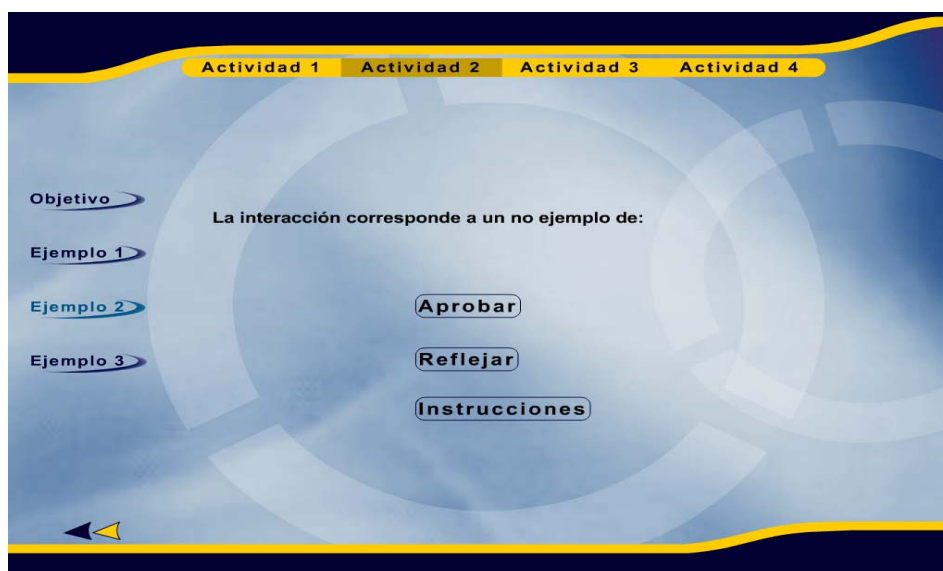 Actividad 1 Actividad 2 Actividad 3 Actividad 4
Objetivo
Ejemplo 1
Ejemplo 2
Ejemplo 3
La interacción corresponde a un no ejemplo de:
Aprobar
Reflejar
Instrucciones